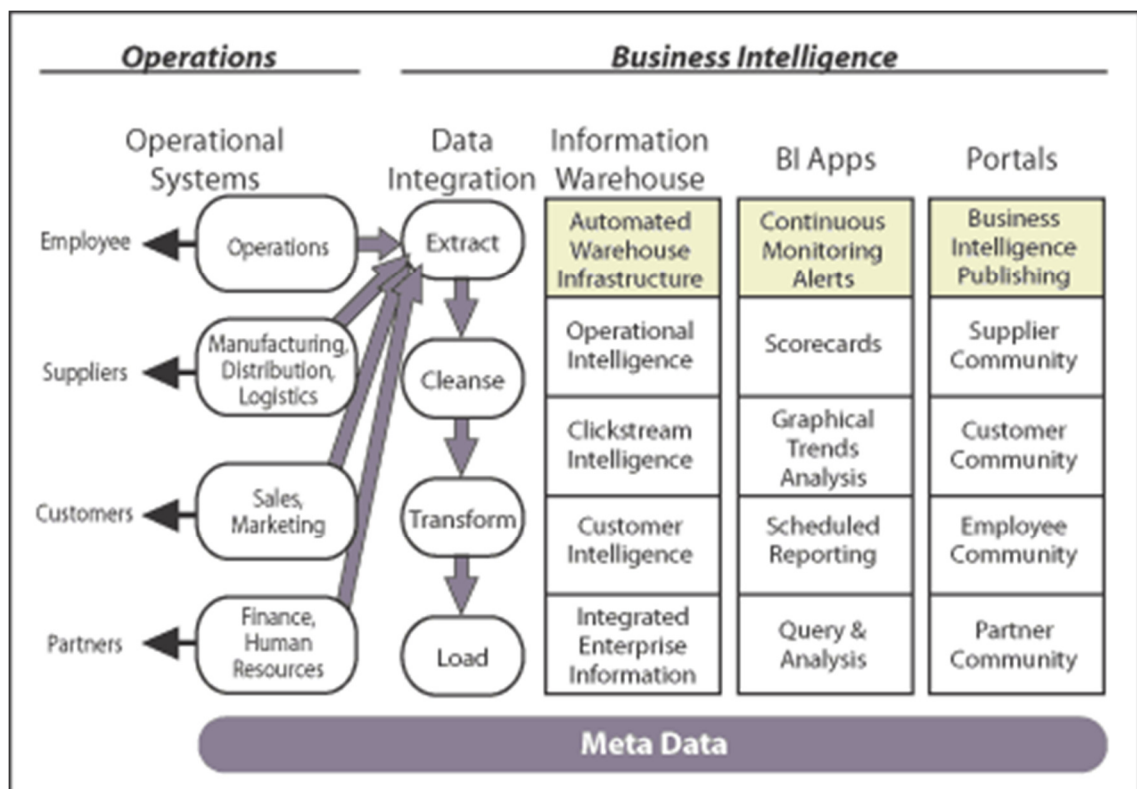 Operations
Business Intelligence
Operational
Systems
Data
Integration
Information
Warehouse
BI Apps
Portals
Employee
Operations
Suppliers
Manufacturing,
Distribution,
Logistics
Customers
Sales,
Marketing
Partners
Finance,
Human
Resources
Extract
Cleanse
Transform
Load
Automated
Warehouse
Infrastructure
Operational
Intelligence
Clickstream
Intelligence
Customer
Intelligence
Integrated
Enterprise
Information
Continuous
Monitoring
Alerts
Scorecards
Graphical
Trends
Analysis
Scheduled
Reporting
Query &
Analysis
Business
Intelligence
Publishing
Supplier
Community
Customer
Community
Employee
Community
Partner
Community
Meta Data